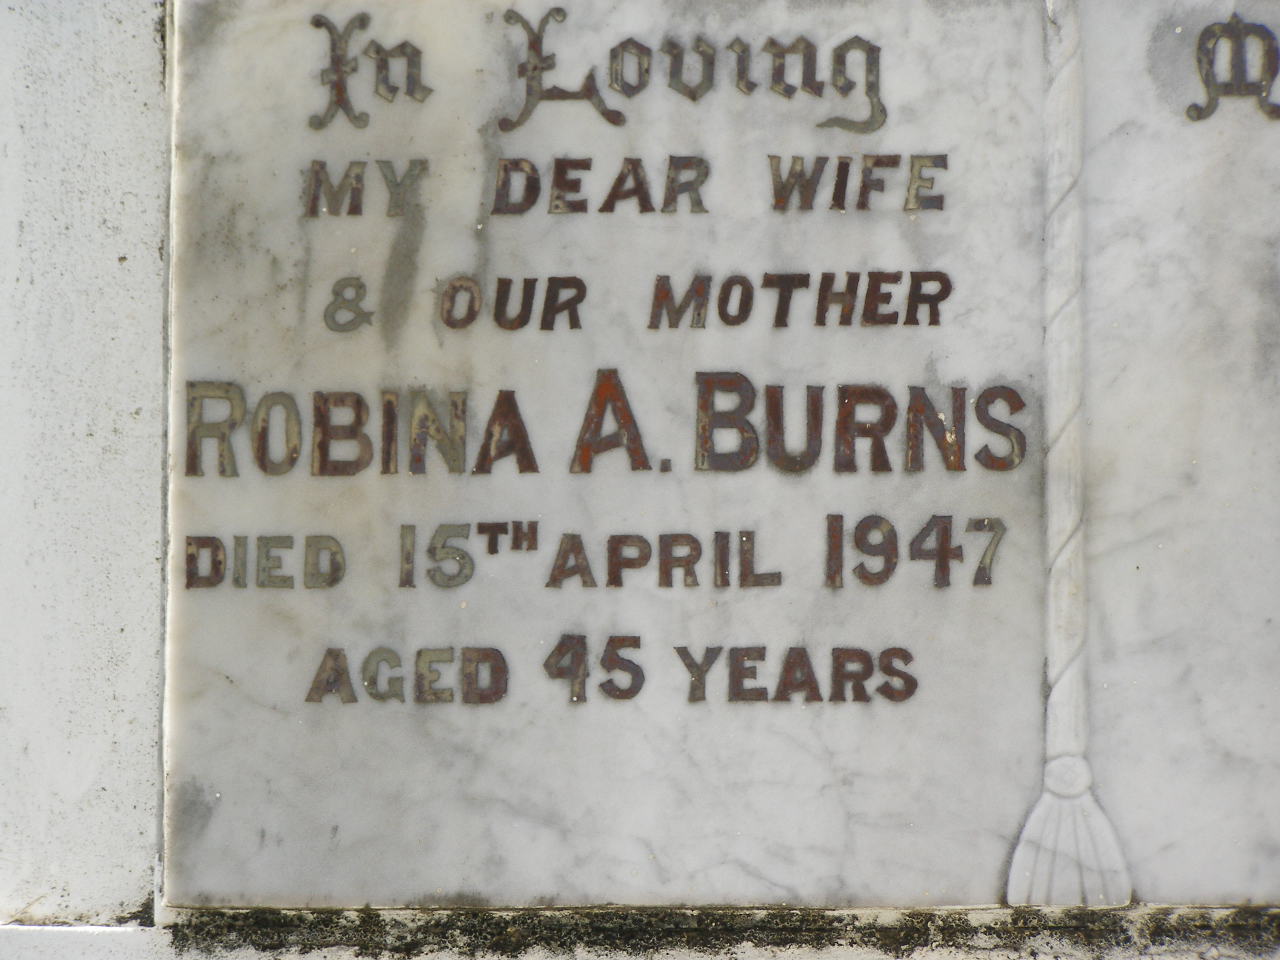 In Loving M
MY DEAR WIFE
& OUR MOTHER
ROBINA A. BURNS
DIED 15TH APRIL 1947
AGED 45 YEARS